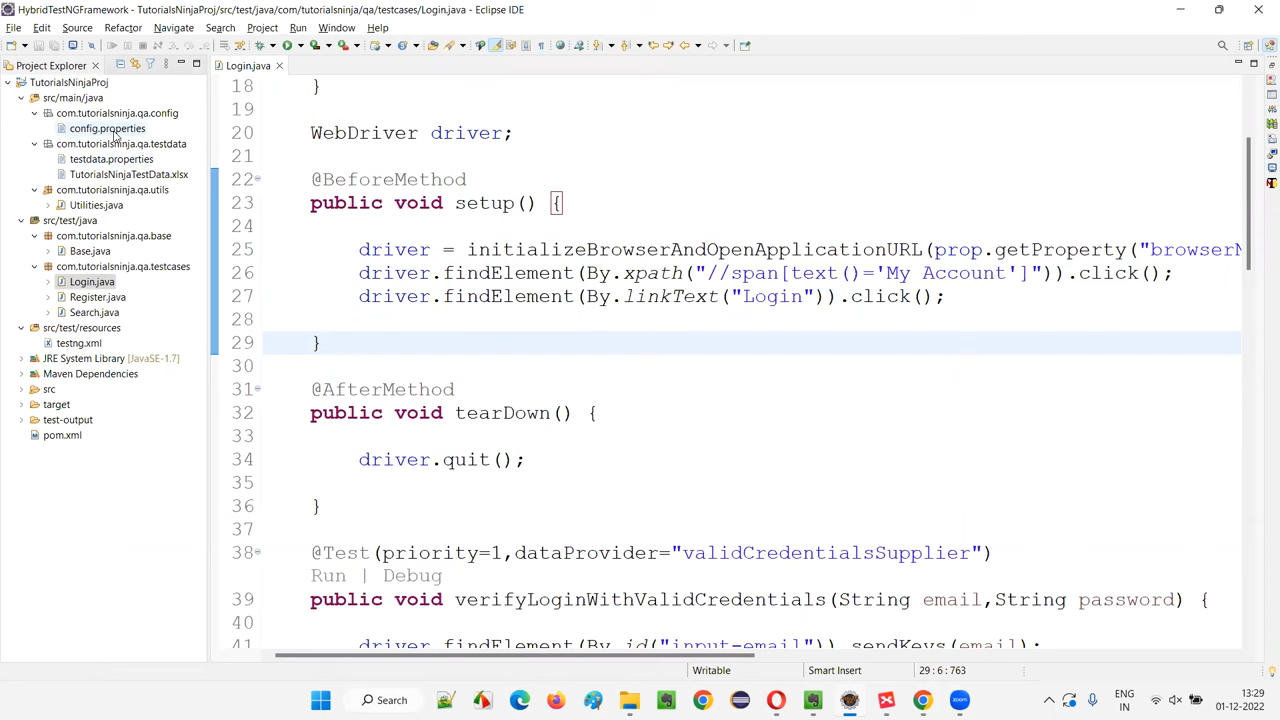 HybridTestNGFramework - TutorialsNinjaProj/src/test/java/com/tutorialsninja/qa/testcases/Login.java - Eclipse IDE
File Edit Source Refactor Navigate Search Project Run Window Help
Project Explorer
Login.java
TutorialsNinjaProj
src/main/java
com.tutorialsninja.qa.config
config.properties
com.tutorialsninja.qa.testdata
testdata.properties
TutorialsNinjaTestData.xlsx
com.tutorialsninja.qa.utils
Utilities.java
src/test/java
com.tutorialsninja.qa.base
Base.java
com.tutorialsninja.qa.testcases
Login.java
Register.java
Search.java
src/test/resources
testng.xml
JRE System Library [JavaSE-1.7]
Maven Dependencies
src
target
test-output
pom.xml
18 }
19
20 WebDriver driver;
21
22 @BeforeMethod
23 public void setup() {
24
25 driver = initializeBrowserAndOpenApplicationURL(prop.getProperty("browserN
26 driver.findElement(By.xpath("//span[text()='My Account']")).click();
27 driver.findElement(By.linkText("Login")).click();
28
29 }
30
31 @AfterMethod
32 public void tearDown() {
33
34 driver.quit();
35
36 }
37
38 @Test(priority=1,dataProvider="validCredentialsSupplier")
Run | Debug
39 public void verifyLoginWithValidCredentials(String email,String password) {
40
41 driver.findElement(By.id("input-email")).sendKeys(email);
Writable Smart Insert 29 : 6 : 763
Search
ENG
IN
13:29
01-12-2022